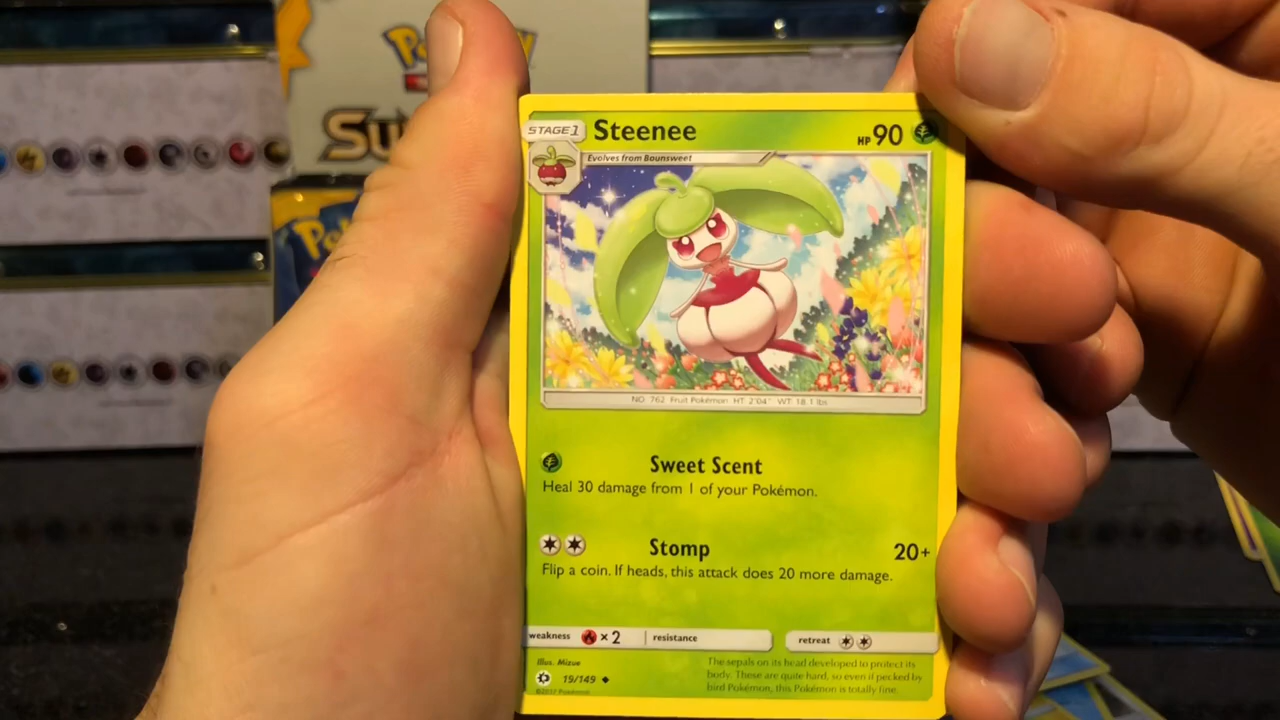 STAGE1 Steenee HP 90
Evolves from Bounsweet
NO. 762 Fruit Pokémon HT: 2'04" WT: 18.1 lbs
Sweet Scent
Heal 30 damage from 1 of your Pokémon.
Stomp 20+
Flip a coin. If heads, this attack does 20 more damage.
weakness × 2 resistance retreat
Illus. Mizue
19/149
©2017 Pokémon
The sepals on its head developed to protect its
body. These are quite hard, so even if pecked by
bird Pokémon, this Pokémon is totally fine.